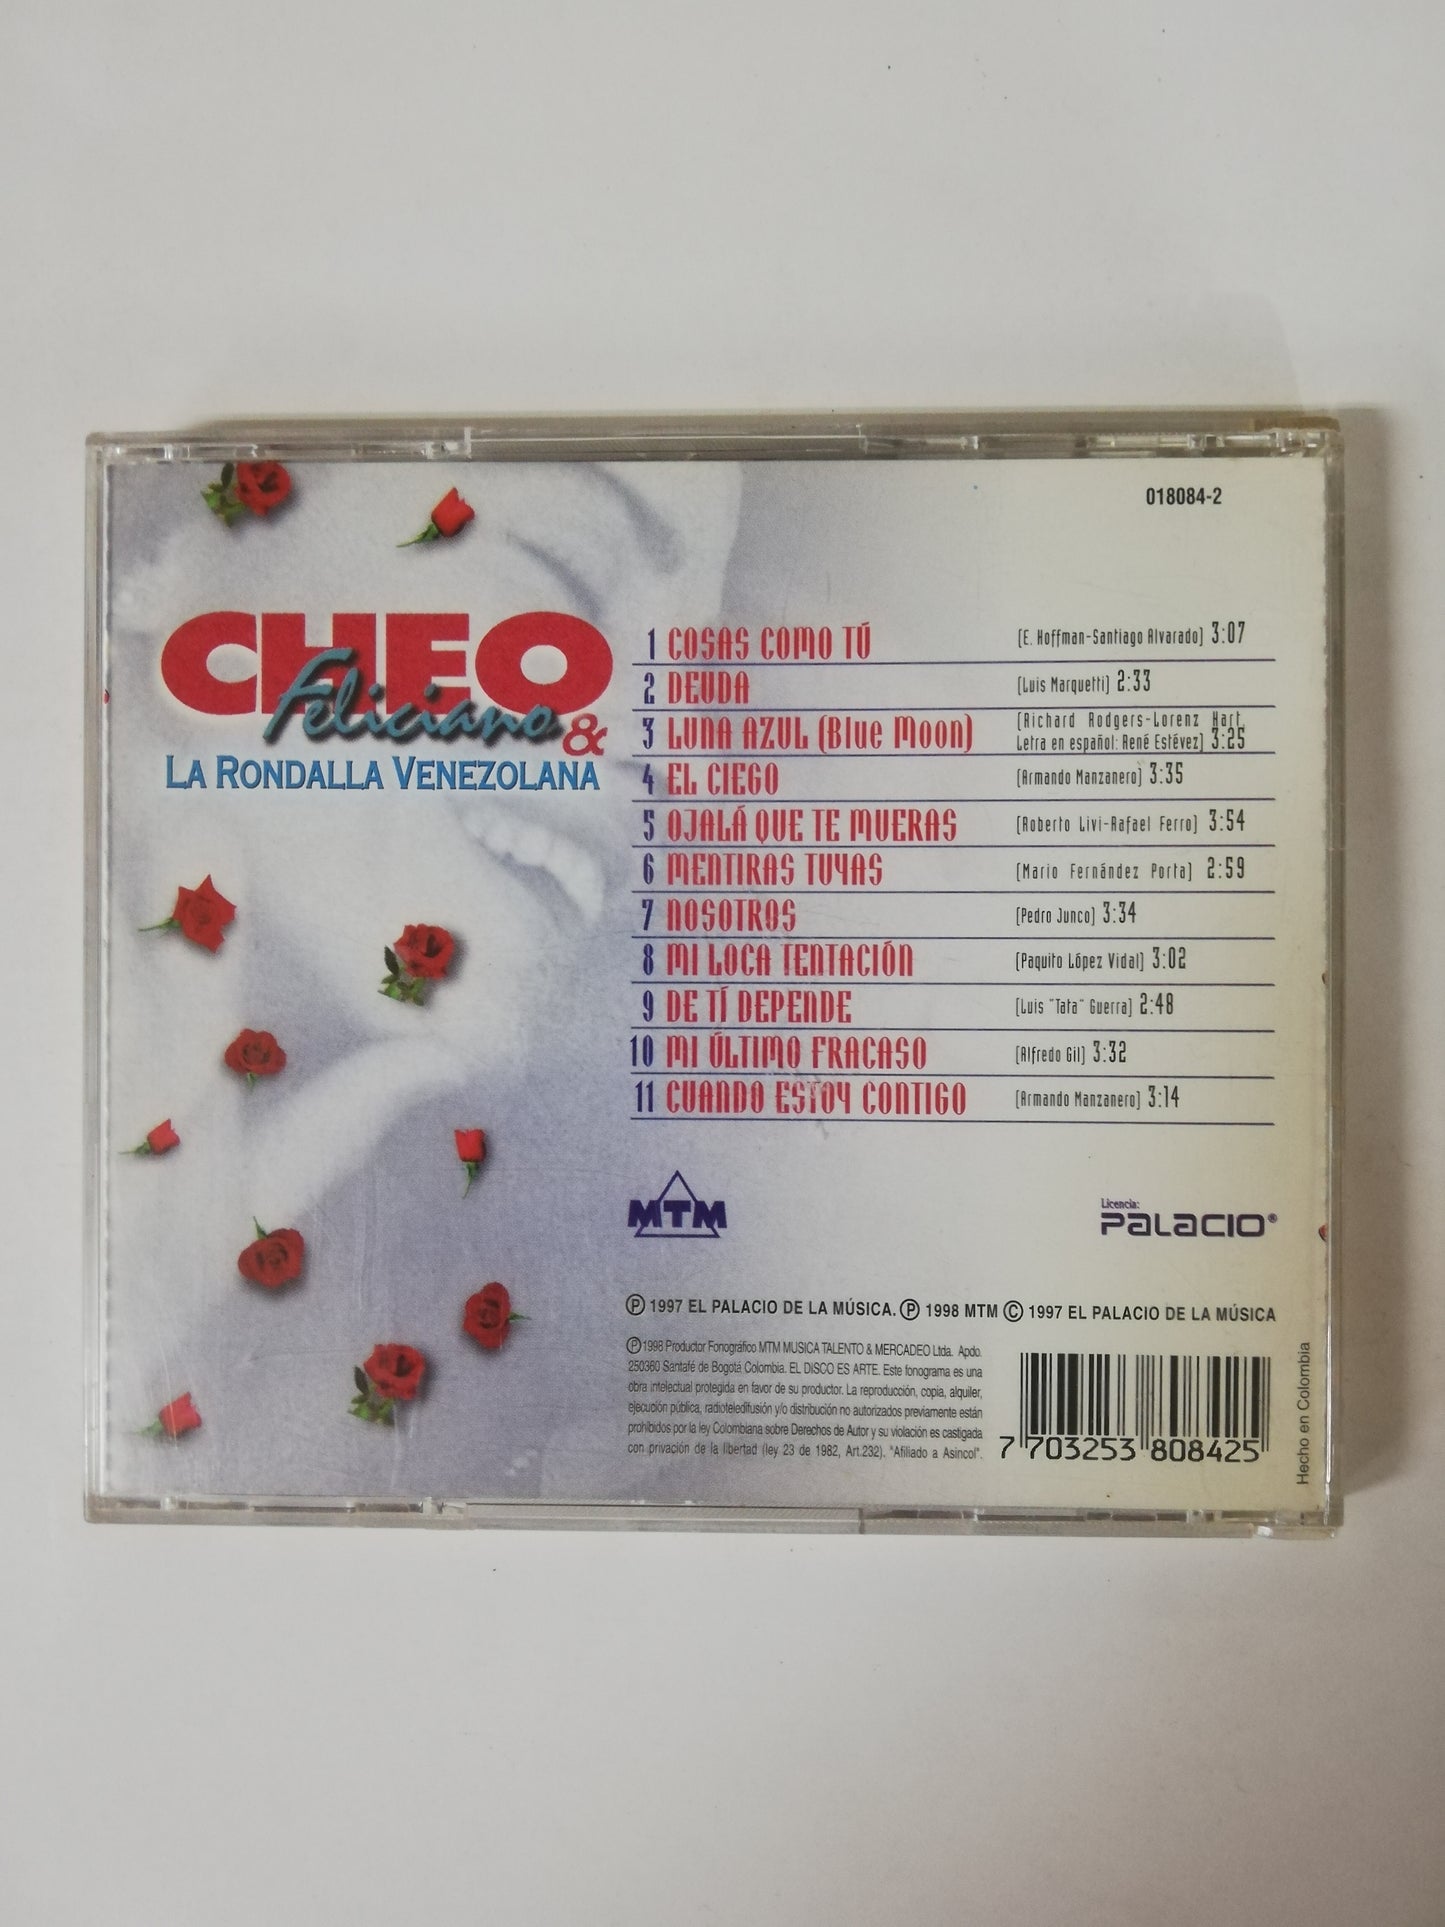 018084-2
CHEO
Feliciano &
LA RONDALLA VENEZOLANA
1 COSAS COMO TÚ [E. Hoffman-Santiago Alvarado] 3:07
2 DEUDA [Luis Marquetti] 2:33
3 LUNA AZUL (Blue Moon) [Richard Rodgers-Lorenz Hart,
Letra en español: René Estévez] 3:25
4 EL CIEGO [Armando Manzanero] 3:35
5 OJALÁ QUE TE MUERAS [Roberto Livi-Rafael Ferro] 3:54
6 MENTIRAS TUYAS [Mario Fernández Porta] 2:59
7 NOSOTROS [Pedro Junco] 3:34
8 MI LOCA TENTACIÓN [Paquito López Vidal] 3:02
9 DE TÍ DEPENDE [Luis "Tata" Guerra] 2:48
10 MI ÚLTIMO FRACASO [Alfredo Gil] 3:32
11 CUANDO ESTOY CONTIGO [Armando Manzanero] 3:14
MTM
Licencia:
PALACIO®
Ⓟ 1997 EL PALACIO DE LA MÚSICA. Ⓟ 1998 MTM © 1997 EL PALACIO DE LA MÚSICA
Ⓟ 1998 Productor Fonográfico MTM MUSICA TALENTO & MERCADEO Ltda. Apdo.
250360 Santafé de Bogotá Colombia. EL DISCO ES ARTE. Este fonograma es una
obra intelectual protegida en favor de su productor. La reproducción, copia, alquiler,
ejecución pública, radioteledifusión y/o distribución no autorizados previamente están
prohibidos por la ley Colombiana sobre Derechos de Autor y su violación es castigada
con privación de la libertad (ley 23 de 1982, Art.232). "Afiliado a Asincol".
7 703253 808425
Hecho en Colombia